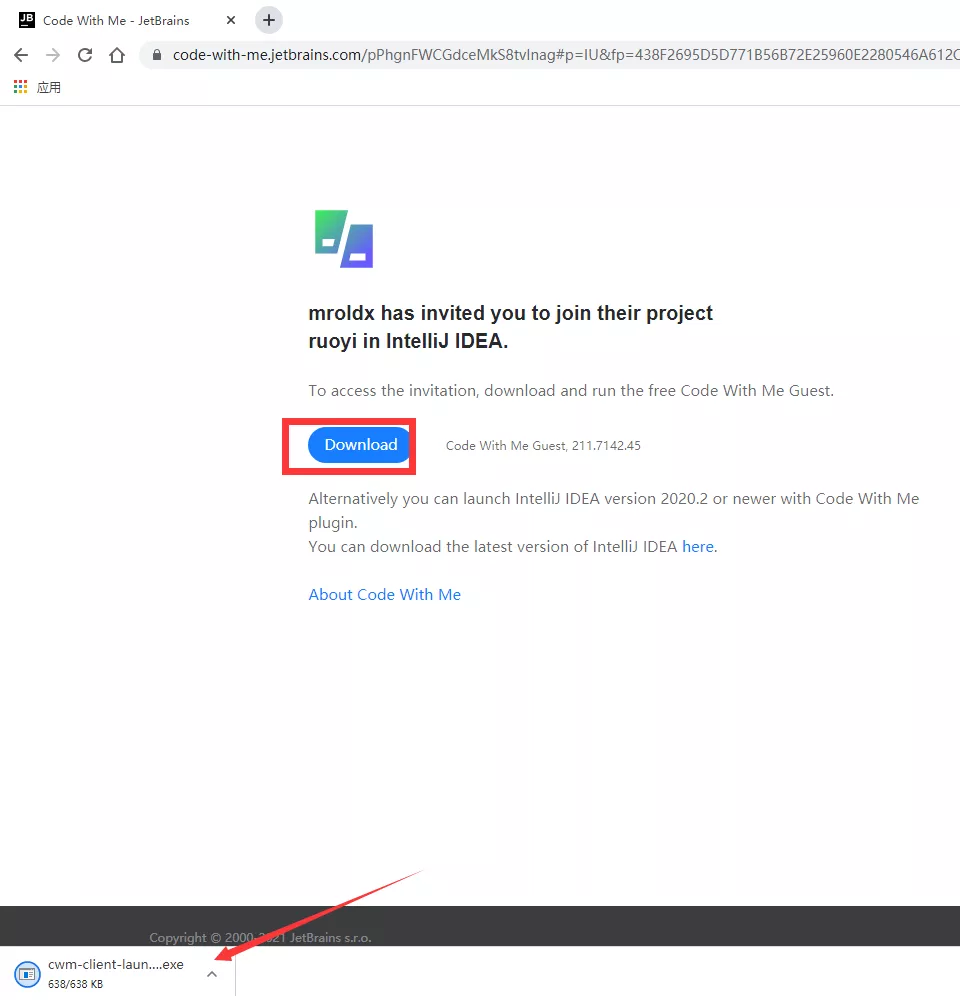 JB
Code With Me - JetBrains
code-with-me.jetbrains.com/pPhgnFWCGdceMkS8tvInag#p=IU&fp=438F2695D5D771B56B72E25960E2280546A612C
应用
mroldx has invited you to join their project
ruoyi in IntelliJ IDEA.
To access the invitation, download and run the free Code With Me Guest.
Download
Code With Me Guest, 211.7142.45
Alternatively you can launch IntelliJ IDEA version 2020.2 or newer with Code With Me
plugin.
You can download the latest version of IntelliJ IDEA here.
About Code With Me
Copyright © 2000-2021 JetBrains s.r.o.
cwm-client-laun....exe
638/638 KB